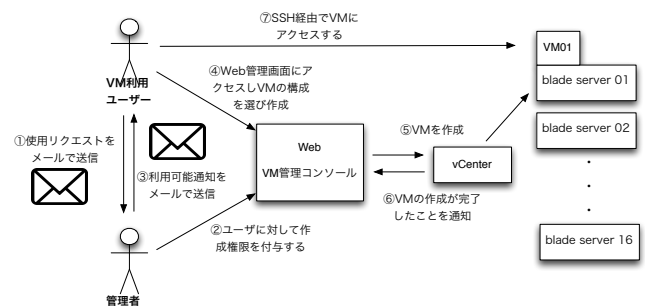 ⑦SSH経由でVMに
アクセスする
VM01
blade server 01
VM利用
ユーザー
④Web管理画面にア
クセスしVMの構成
を選び作成
blade server 02
①使用リクエストを
メールで送信
③利用可能通知を
メールで送信
Web
VM管理コンソール
⑤VMを作成
vCenter
⑥VMの作成が完了
したことを通知
②ユーザに対して作
成権限を付与する
blade server 16
管理者